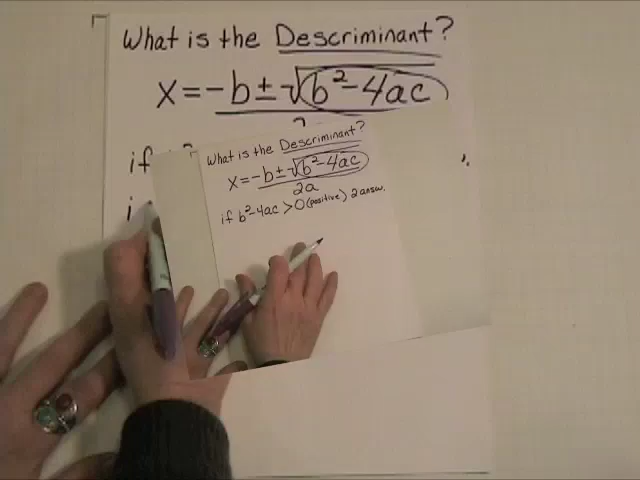 What is the Descriminant?
x = -b ± √b² - 4ac
if
i
What is the Descriminant?
x = -b ± √b² - 4ac
2a
if b² - 4ac > 0 (positive) 2 answ.